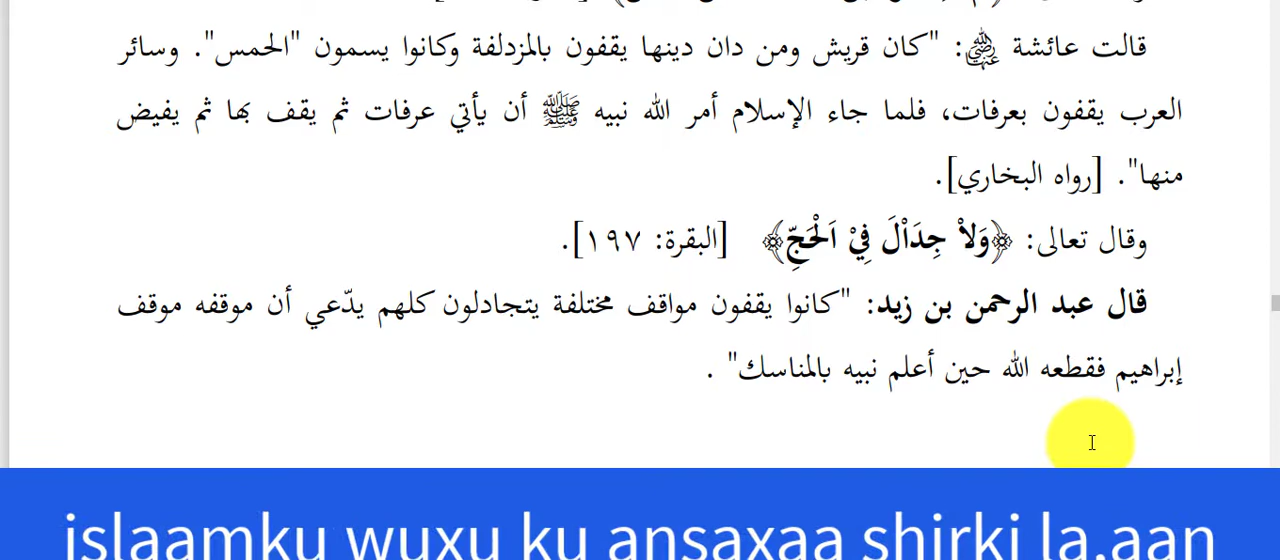 قالت عائشة ﵂: "كان قريش ومن دان دينها يقفون بالمزدلفة وكانوا يسمون "الحمس". وسائر
العرب يقفون بعرفات، فلما جاء الإسلام أمر الله نبيه ﷺ أن يأتي عرفات ثم يقف بها ثم يفيض
منها". [رواه البخاري].
وقال تعالى: ﴿وَلاْ جِدَاْلَ فِيْ اَلْحَجِّ﴾ [البقرة: ١٩٧].
قال عبد الرحمن بن زيد: "كانوا يقفون مواقف مختلفة يتجادلون كلهم يدّعي أن موقفه موقف
إبراهيم فقطعه الله حين أعلم نبيه بالمناسك" .
islaamku wuxu ku ansaxaa shirki la,aan